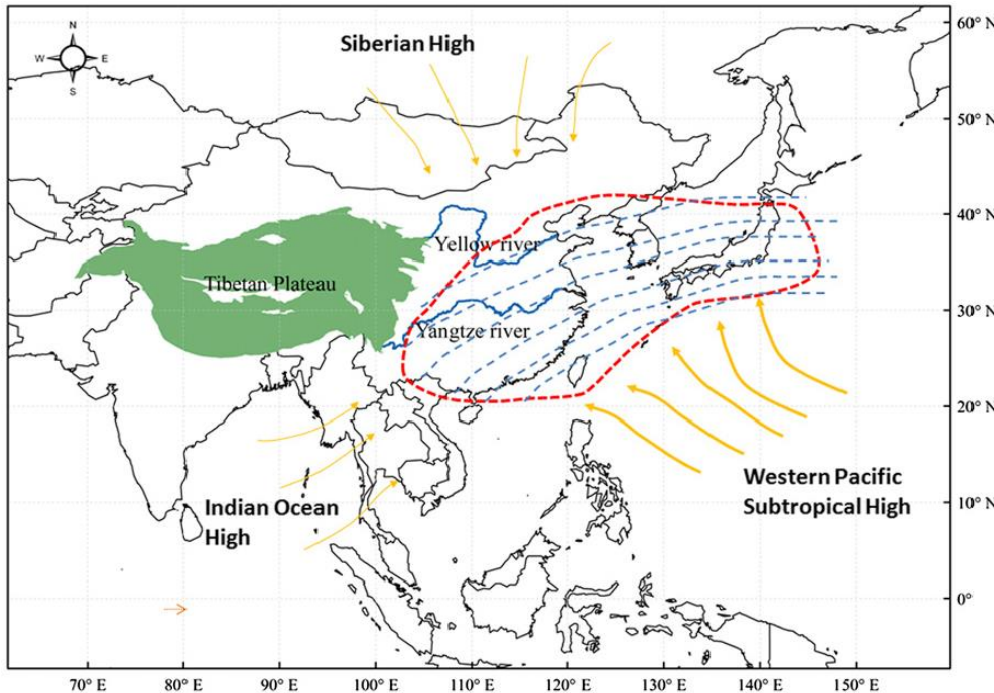 N
W E
S
Siberian High
60° N
50° N
40° N
Yellow river
Tibetan Plateau
30° N
Yangtze river
20° N
Western Pacific
Subtropical High
Indian Ocean
High
10° N
0°
70° E 80° E 90° E 100° E 110° E 120° E 130° E 140° E 150° E